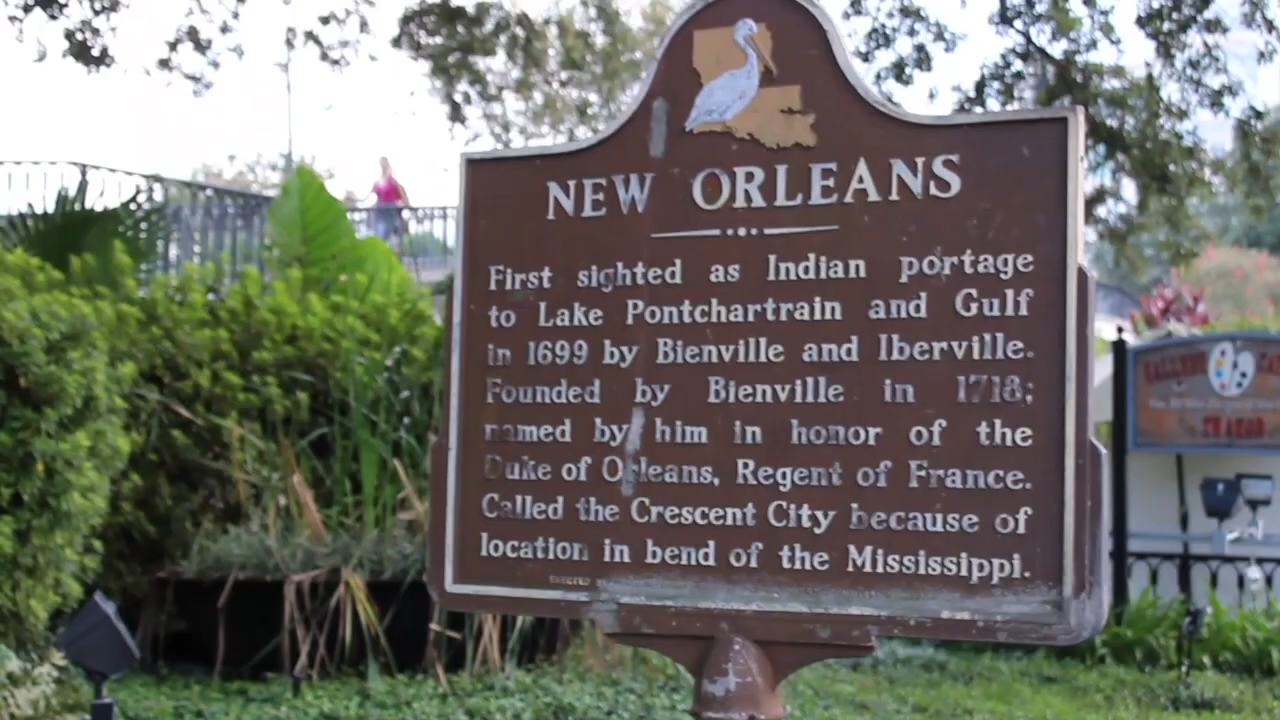 NEW ORLEANS
First sighted as Indian portage
to Lake Pontchartrain and Gulf
in 1699 by Bienville and Iberville.
Founded by Bienville in 1718;
named by him in honor of the
Duke of Orleans, Regent of France.
Called the Crescent City because of
location in bend of the Mississippi.
ERECTED